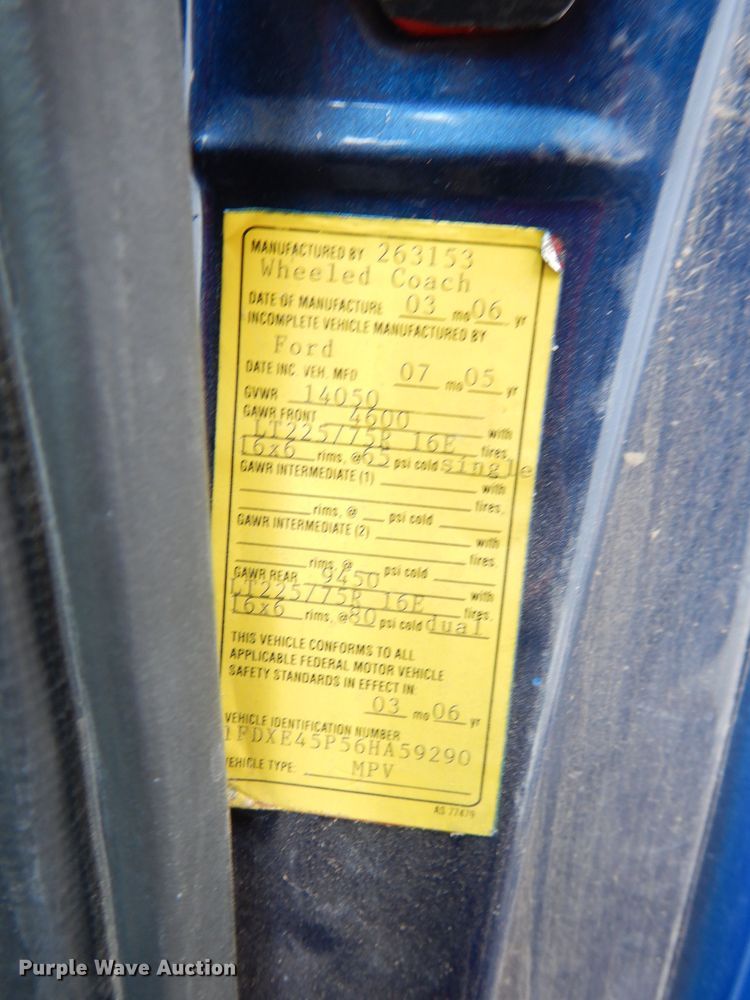 MANUFACTURED BY 263153
Wheeled Coach
DATE OF MANUFACTURE 03 mo 06 yr
INCOMPLETE VEHICLE MANUFACTURED BY
Ford
DATE INC. VEH. MFD 07 mo 05 yr
GVWR 14050
GAWR FRONT 4600 with
LT225/75R 16E tires,
16x6 rims, @ 65 psi cold single
GAWR INTERMEDIATE (1) with
tires,
rims, @ psi cold
GAWR INTERMEDIATE (2) with
tires.
rims, @ psi cold
GAWR REAR 9450
LT225/75R 16E tires.
16x6 rims, @ 80 psi cold dual
THIS VEHICLE CONFORMS TO ALL
APPLICABLE FEDERAL MOTOR VEHICLE
SAFETY STANDARDS IN EFFECT IN:
03 mo 06 yr
VEHICLE IDENTIFICATION NUMBER
1FDXE45P56HA59290
VEHICLE TYPE: MPV
AS 77479
Purple Wave Auction